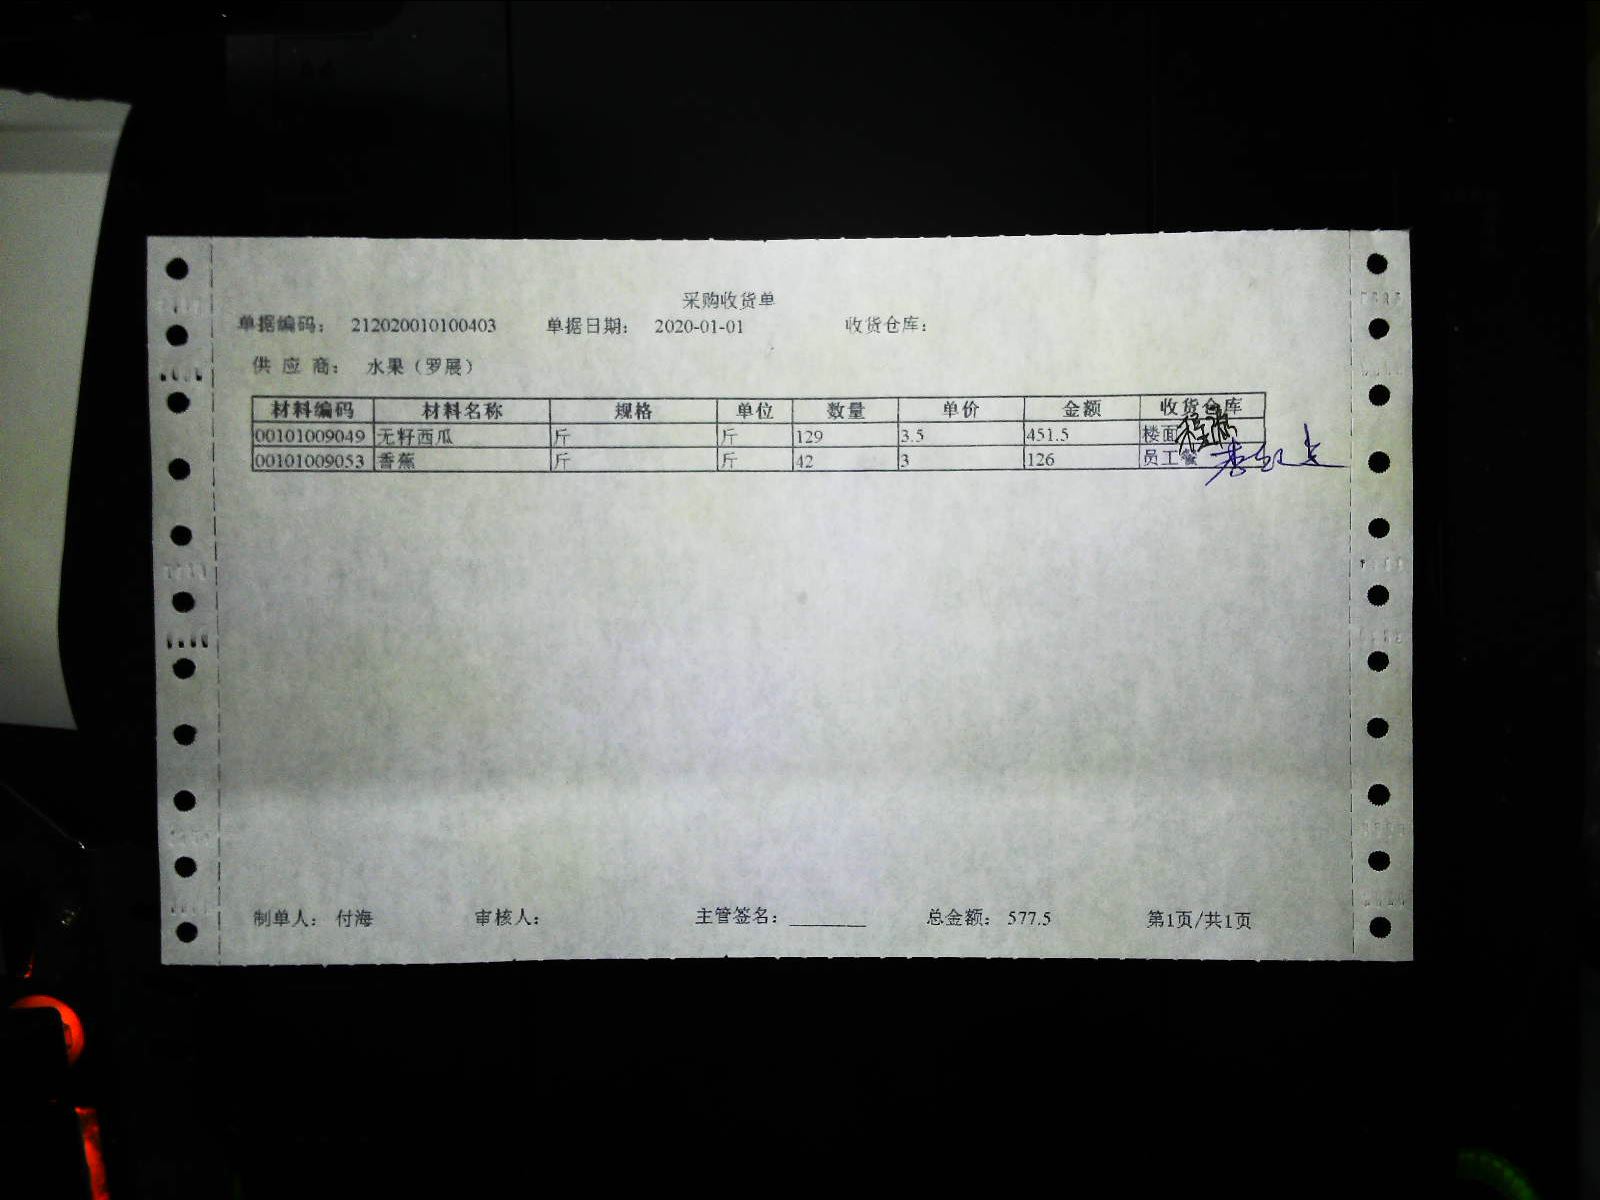 采购收货单
单据编码: 212020010100403 单据日期: 2020-01-01 收货仓库:
供应商: 水果(罗展)
材料编码 材料名称 规格 单位 数量 单价 金额 收货仓库
00101009049 无籽西瓜 斤 斤 129 3.5 451.5 楼面
00101009053 香蕉 斤 斤 42 3 126 员工餐
制单人: 付海 审核人: 主管签名:________ 总金额: 577.5 第1页/共1页